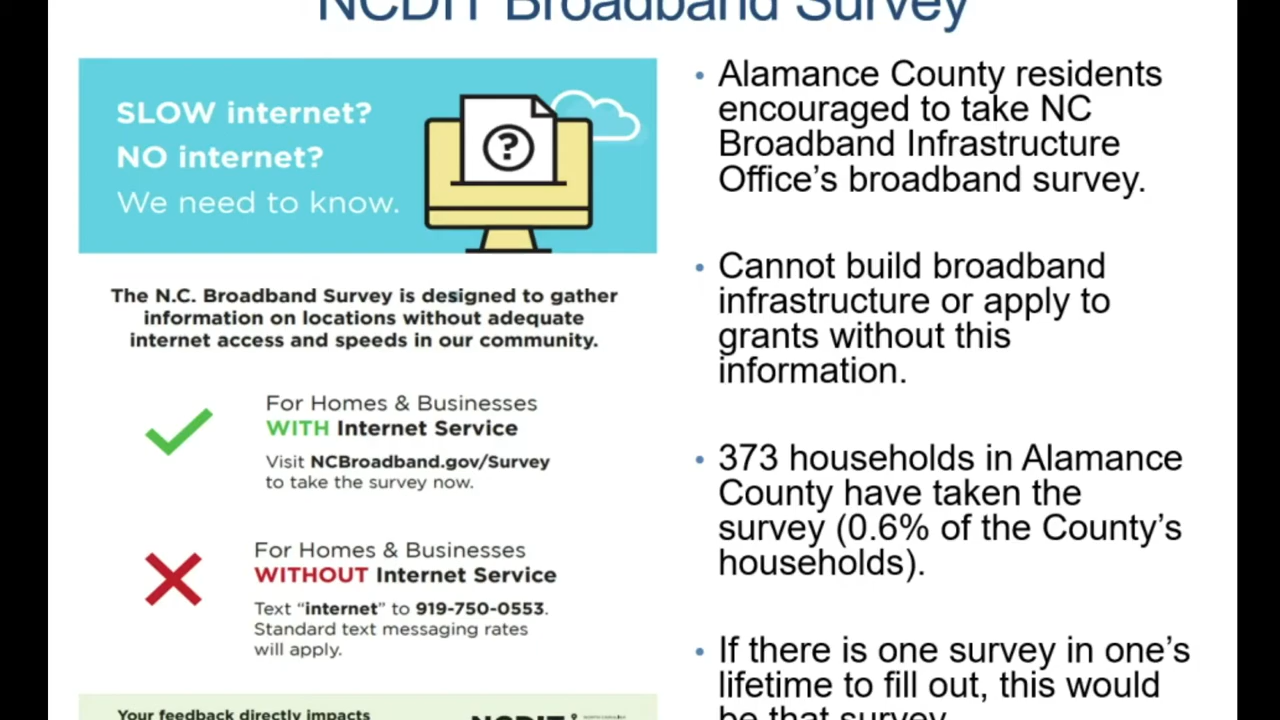 NCDIT Broadband Survey
SLOW internet?
NO internet?
We need to know.
?
The N.C. Broadband Survey is designed to gather
information on locations without adequate
internet access and speeds in our community.
For Homes & Businesses
WITH Internet Service
Visit NCBroadband.gov/Survey
to take the survey now.
For Homes & Businesses
WITHOUT Internet Service
Text “internet” to 919-750-0553.
Standard text messaging rates
will apply.
Your feedback directly impacts
NCDIT
• Alamance County residents
encouraged to take NC
Broadband Infrastructure
Office’s broadband survey.
• Cannot build broadband
infrastructure or apply to
grants without this
information.
• 373 households in Alamance
County have taken the
survey (0.6% of the County’s
households).
• If there is one survey in one’s
lifetime to fill out, this would
be that survey